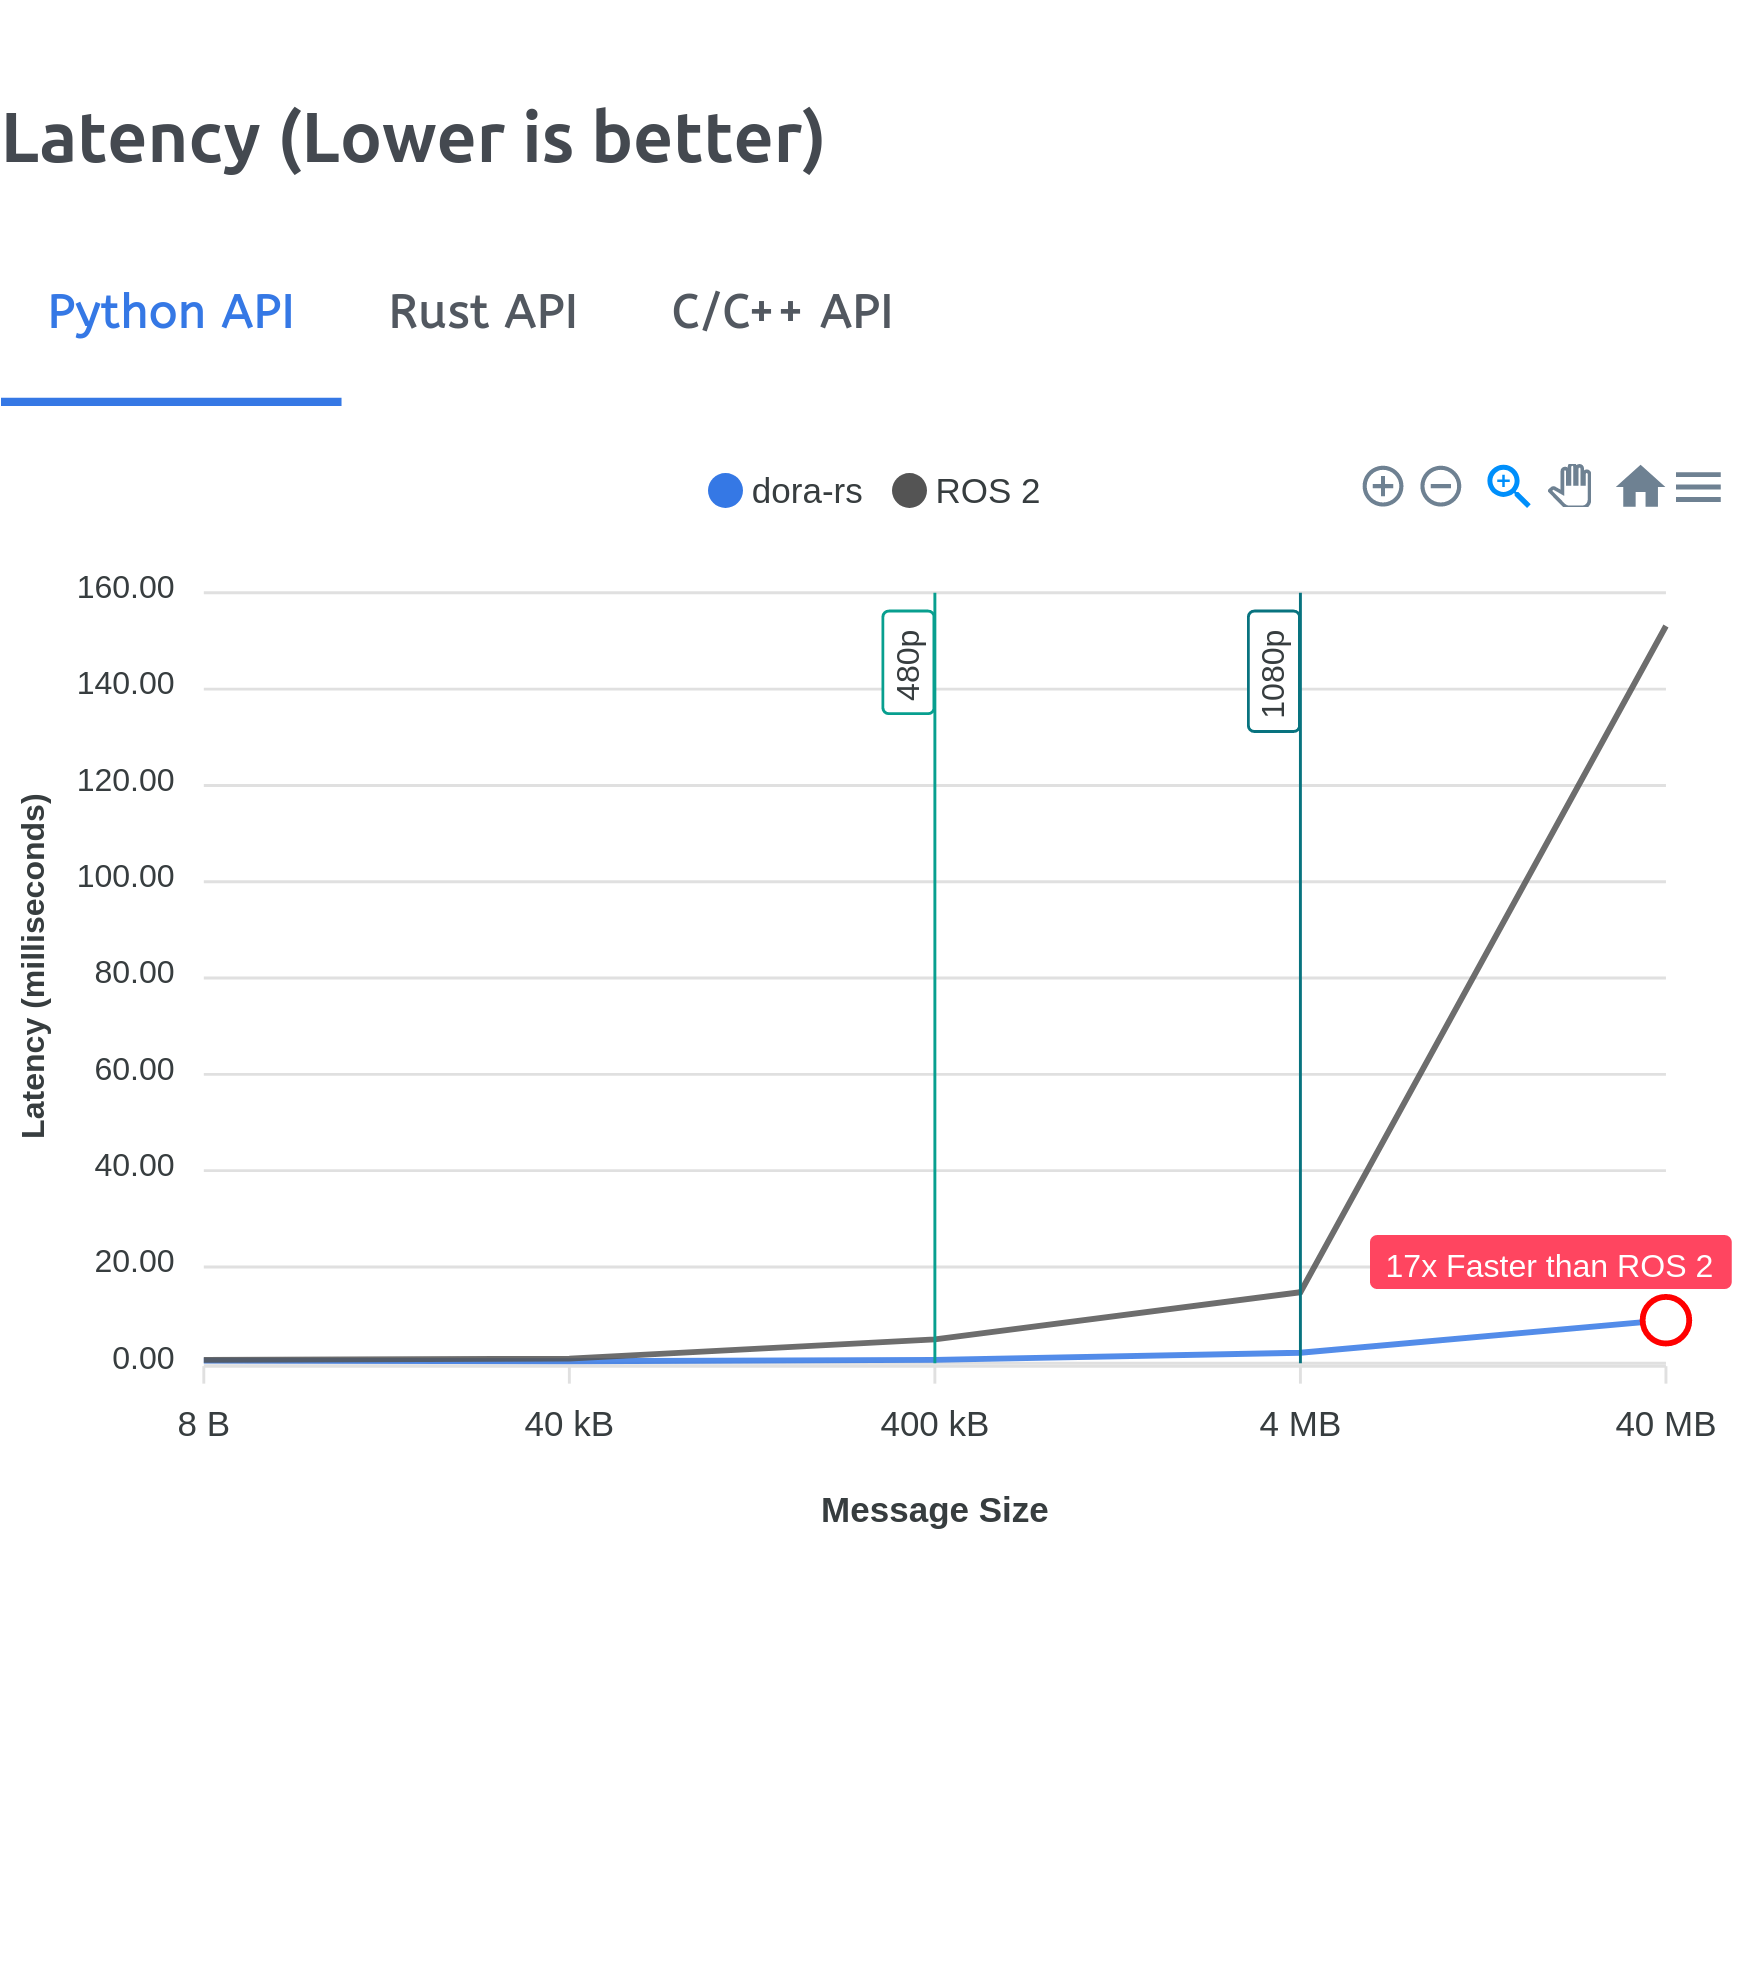 Latency (Lower is better)
Python API Rust API C/C++ API
dora-rs ROS 2
160.00
140.00
120.00
100.00
80.00
60.00
40.00
20.00
0.00
Latency (milliseconds)
480p
1080p
17x Faster than ROS 2
8 B 40 kB 400 kB 4 MB 40 MB
Message Size